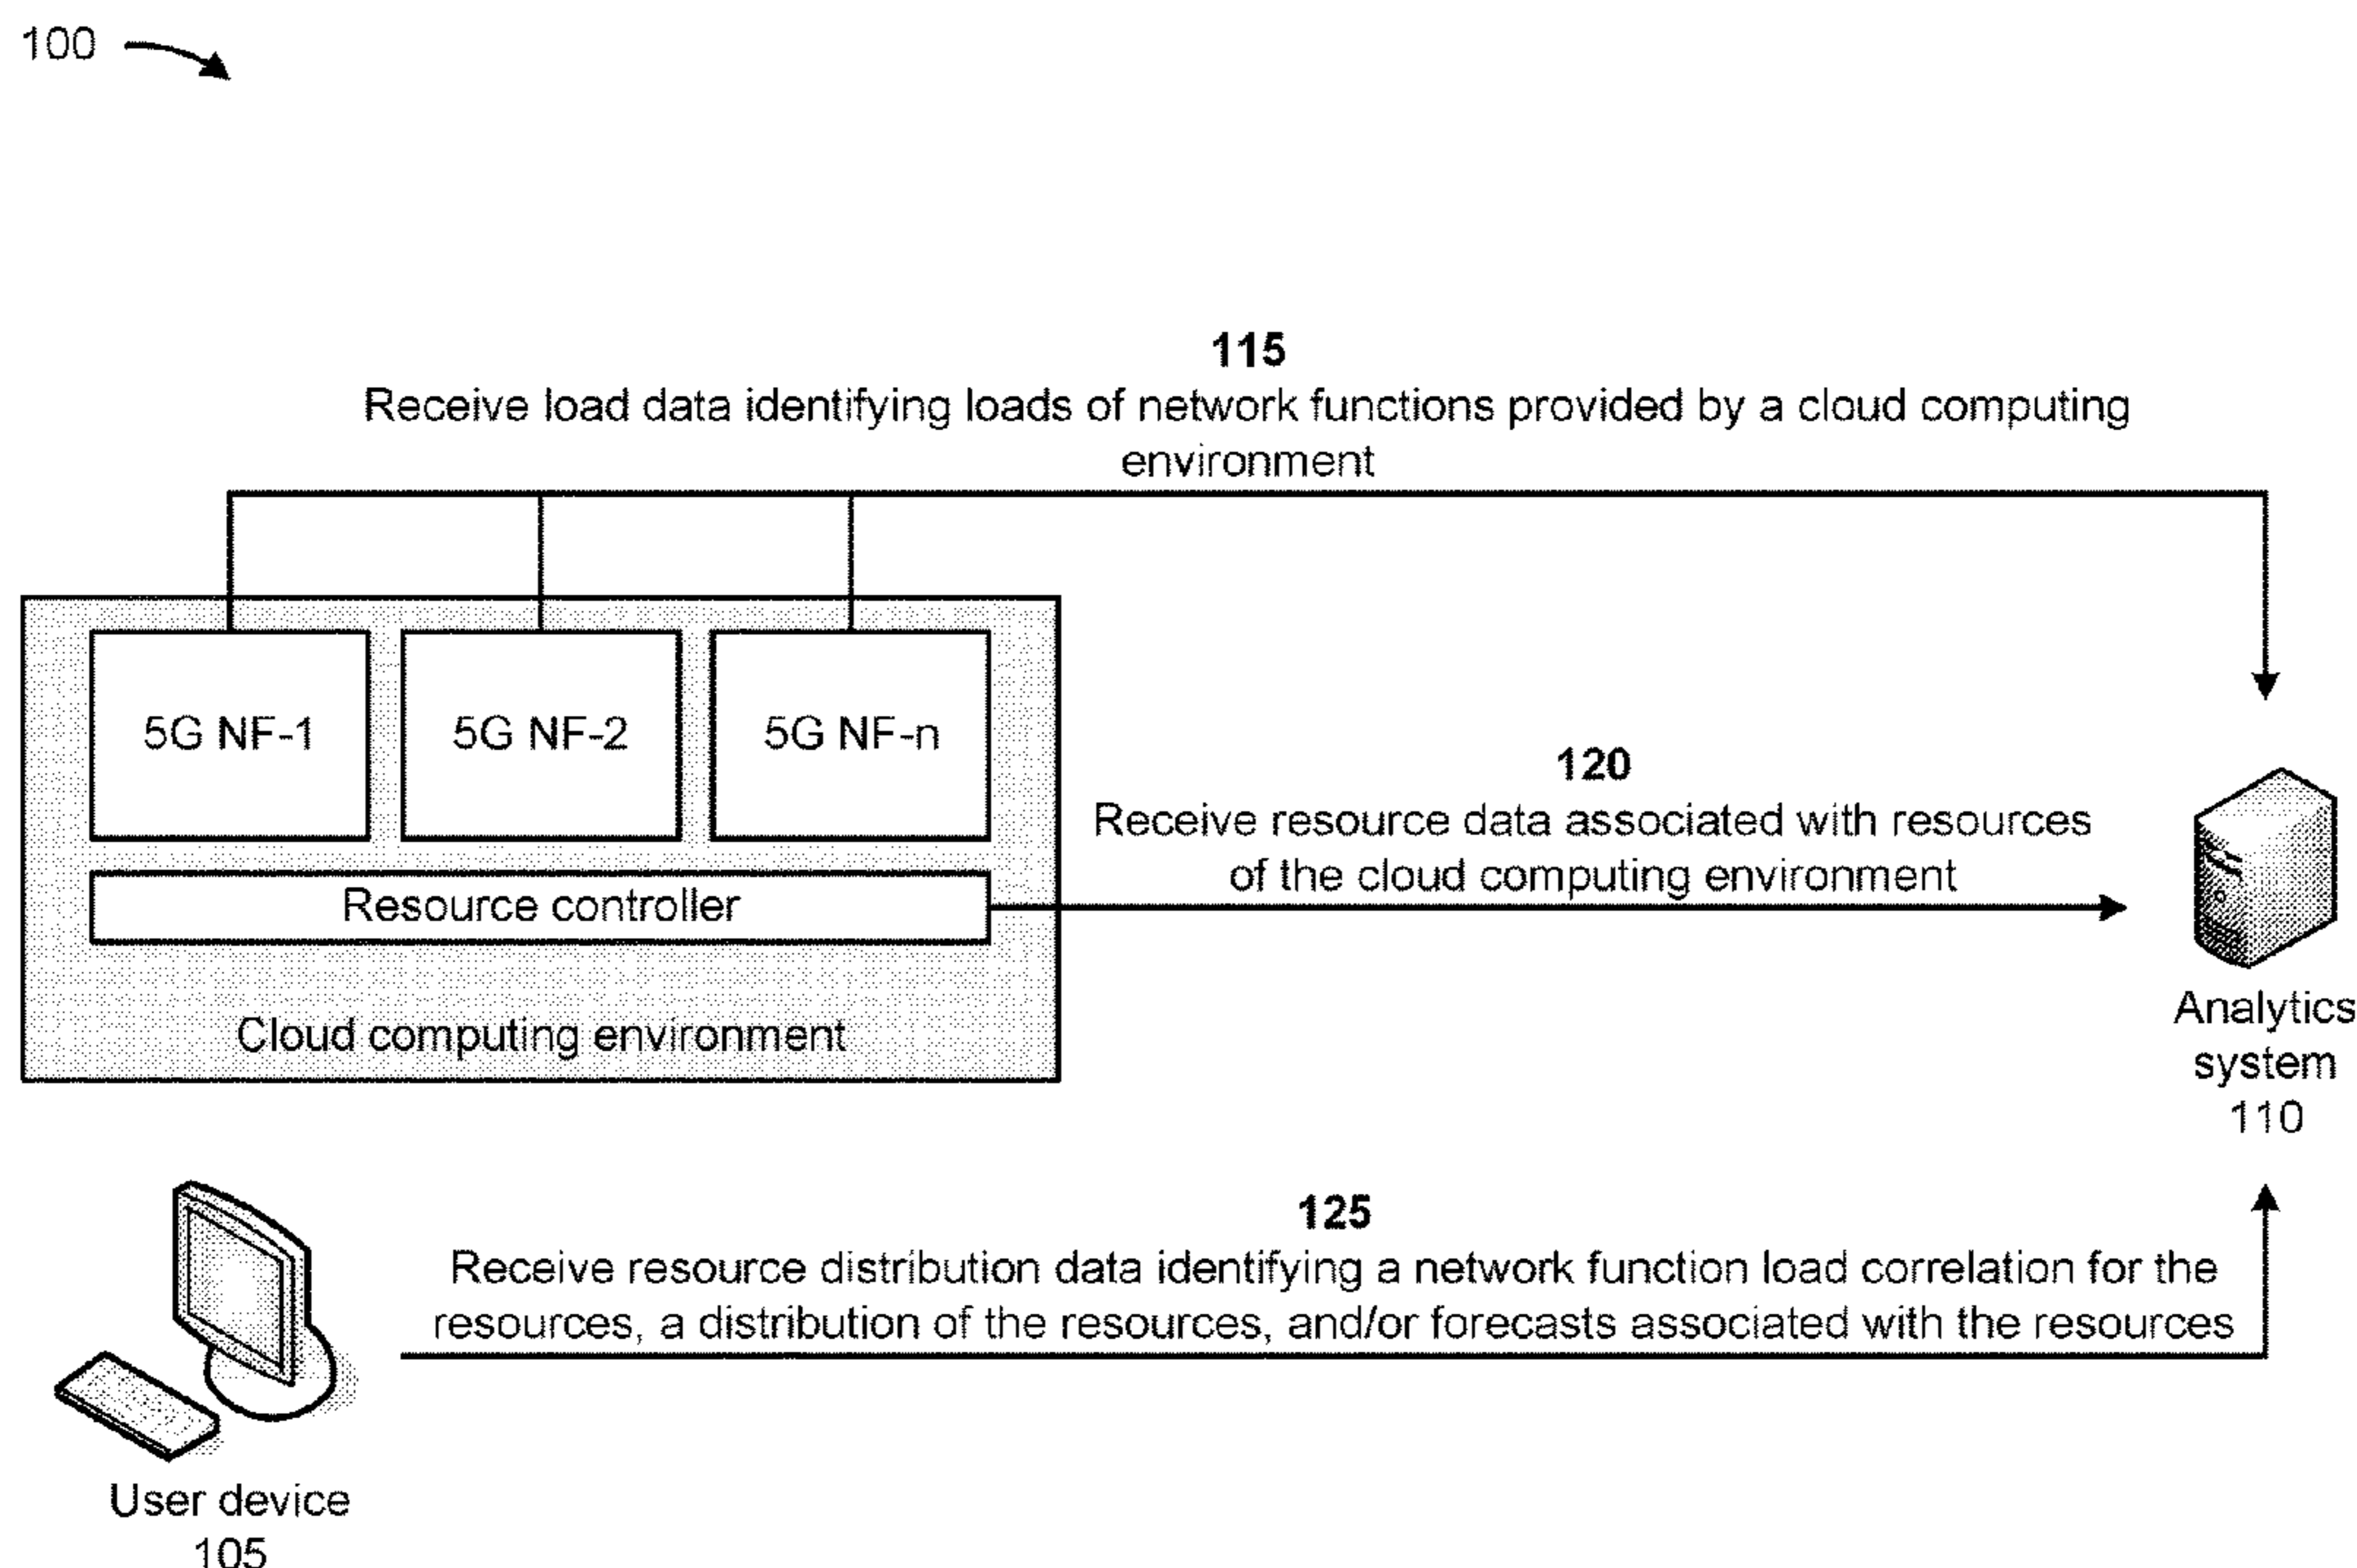 100
115
Receive load data identifying loads of network functions provided by a cloud computing
environment
5G NF-1
5G NF-2
5G NF-n
120
Receive resource data associated with resources
of the cloud computing environment
Resource controller
Cloud computing environment
Analytics
system
110
125
Receive resource distribution data identifying a network function load correlation for the
resources, a distribution of the resources, and/or forecasts associated with the resources
User device
105